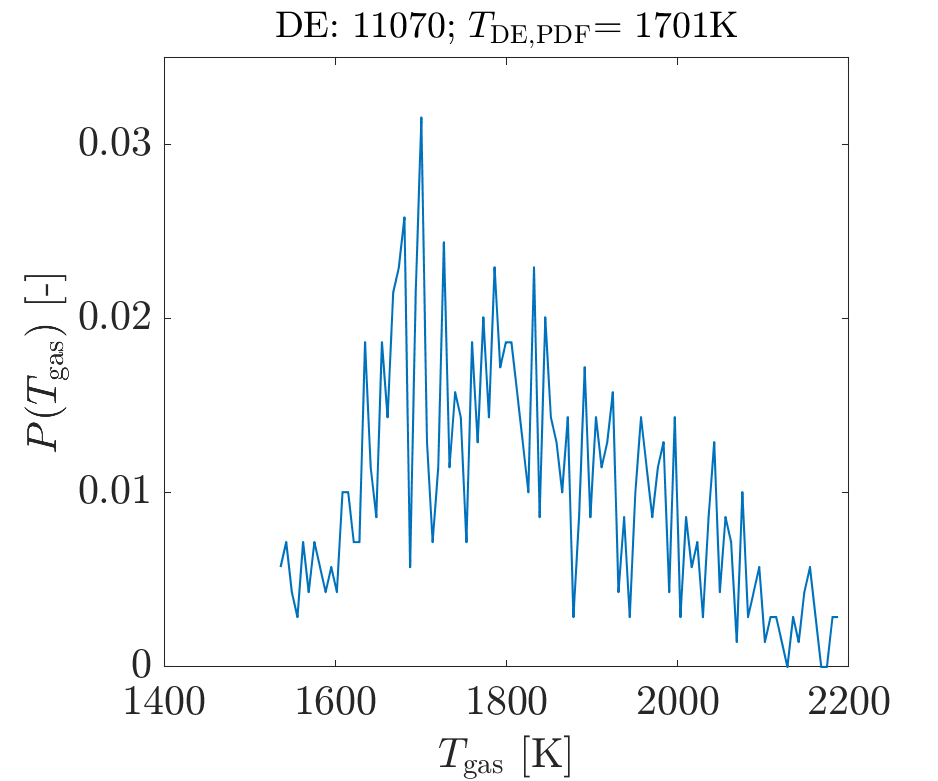 DE: 11070; T_DE,PDF= 1701K
0.03
0.02
0.01
0
P(T_gas) [-]
1400 1600 1800 2000 2200
T_gas [K]